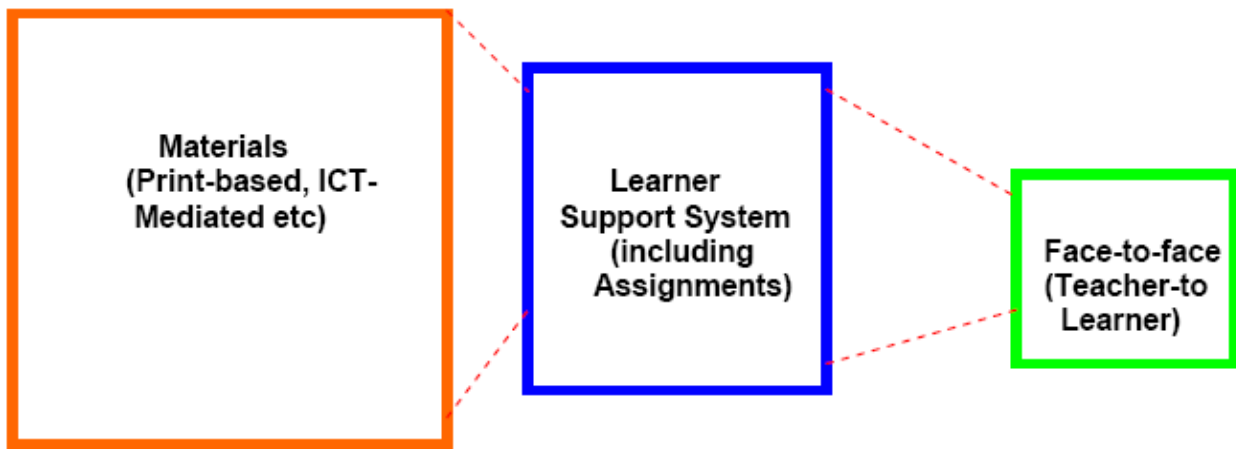 Materials
(Print-based, ICT-
Mediated etc)
Learner
Support System
(including
Assignments)
Face-to-face
(Teacher-to
Learner)